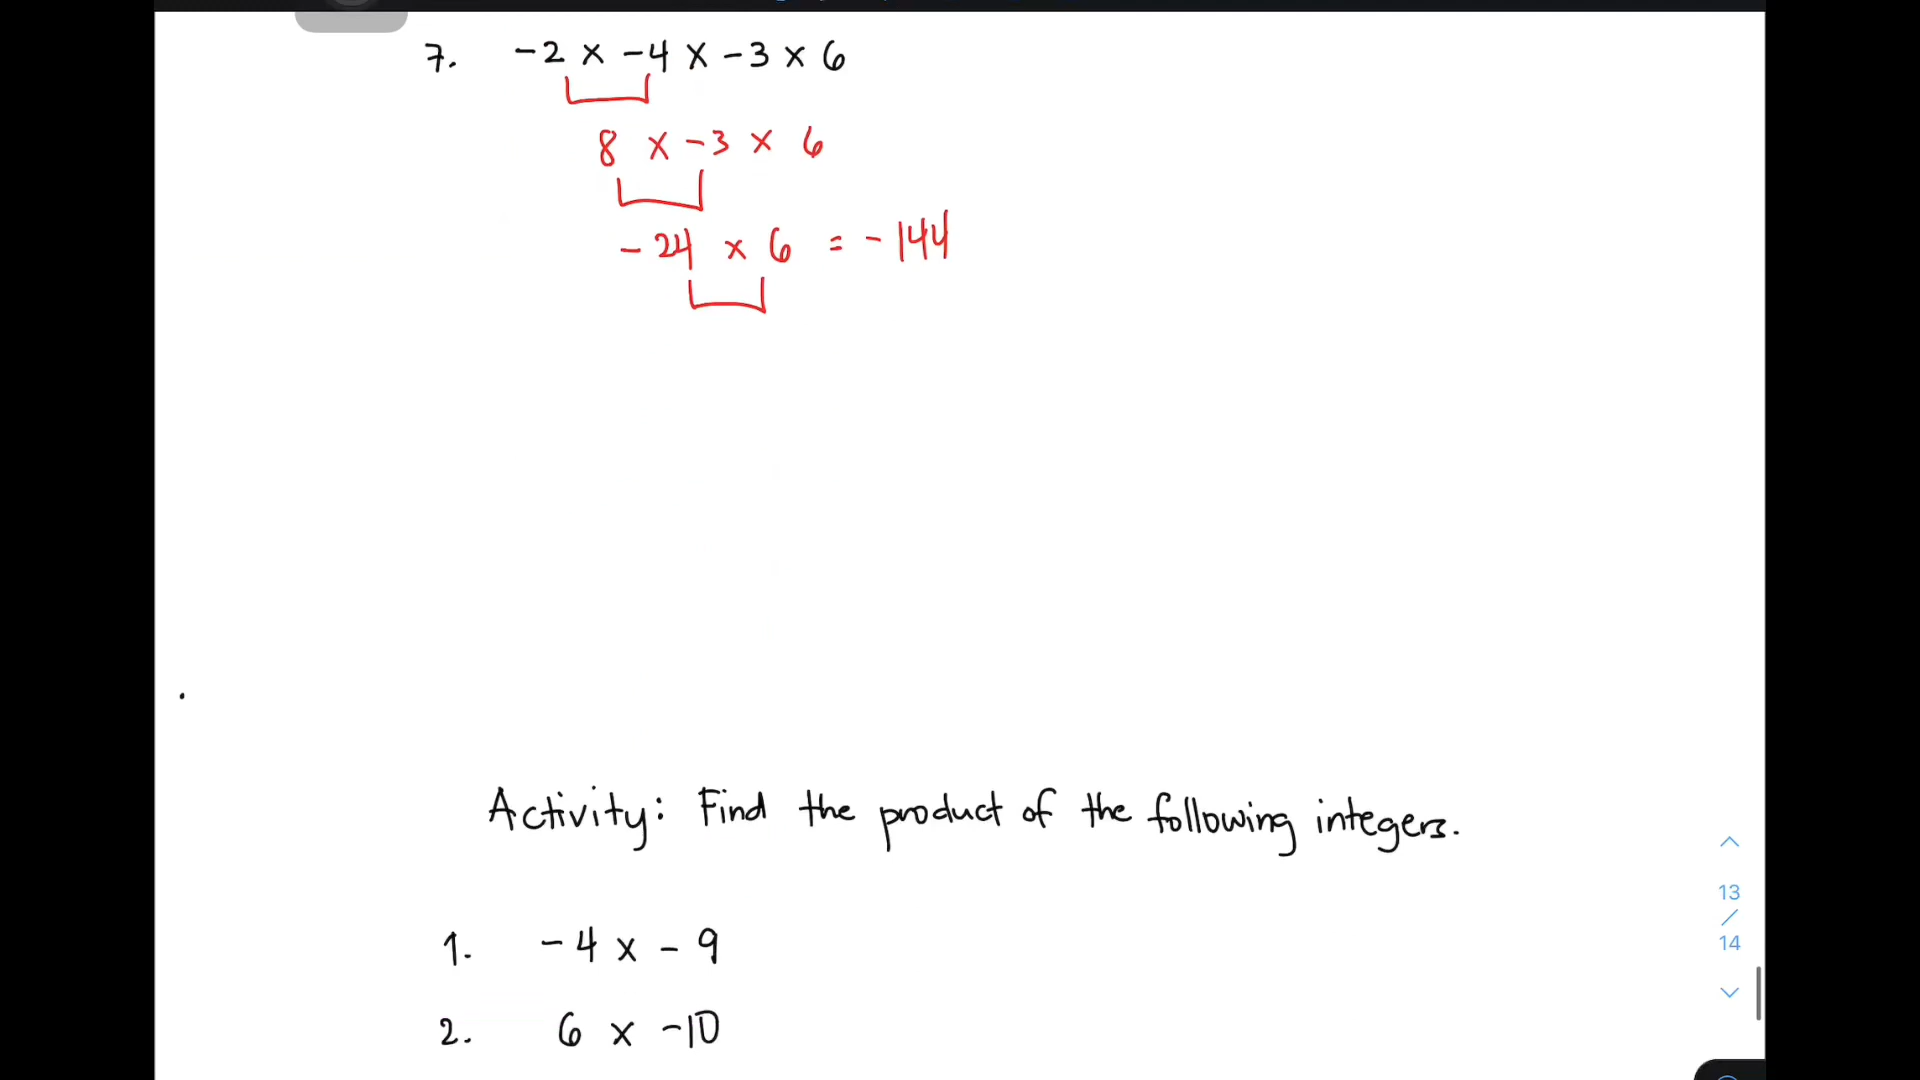 7. -2 x -4 x -3 x 6
8 x -3 x 6
-24 x 6 = -144
Activity: Find the product of the following integers.
1. -4 x - 9
2. 6 x -10
13
/
14